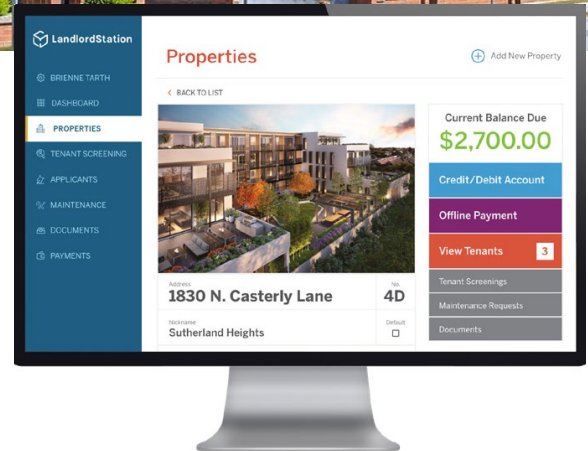 LandlordStation
BRIENNE TARTH
DASHBOARD
PROPERTIES
TENANT SCREENING
APPLICANTS
MAINTENANCE
DOCUMENTS
PAYMENTS
Properties
Add New Property
BACK TO LIST
Current Balance Due
$2,700.00
Credit/Debit Account
Offline Payment
View Tenants 3
Tenant Screenings
Maintenance Requests
Documents
Address
1830 N. Casterly Lane
No.
4D
Nickname
Sutherland Heights
Default